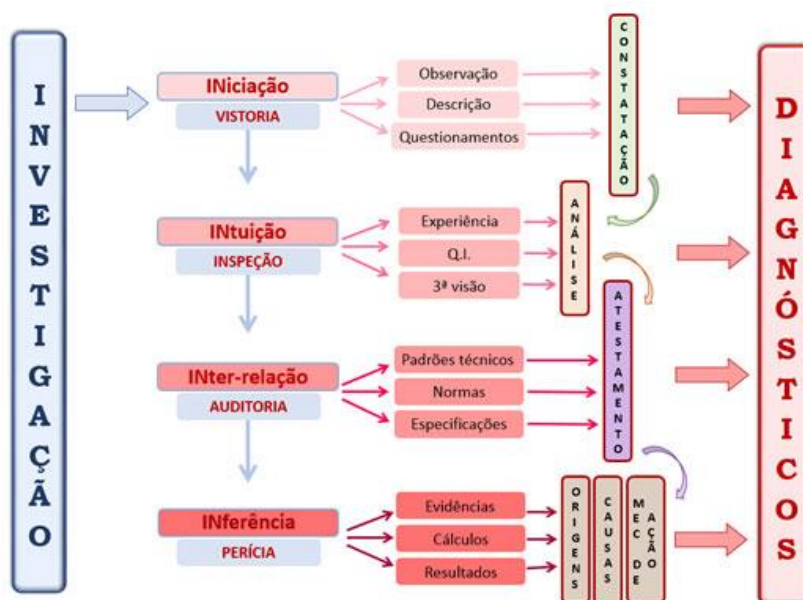 INVESTIGAÇÃO
INiciação
VISTORIA
Observação
Descrição
Questionamentos
CONSTATAÇÃO
INtuição
INSPEÇÃO
Experiência
Q.I.
3ª visão
ANÁLISE
INter-relação
AUDITORIA
Padrões técnicos
Normas
Especificações
ATESTAMENTO
INferência
PERÍCIA
Evidências
Cálculos
Resultados
ORIGENS
CAUSAS
MEC DE
AÇÃO
DIAGNÓSTICOS